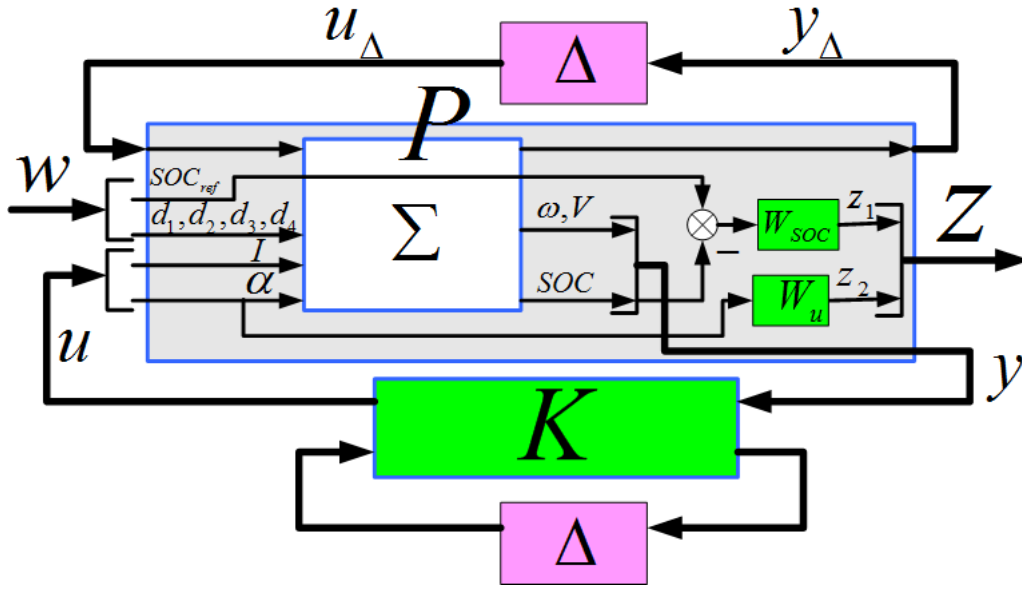 u_Δ
Δ
y_Δ
P
w
SOC_ref
d_1, d_2, d_3, d_4
I
α
Σ
ω, V
SOC
−
W_SOC
z_1
W_u
z_2
Z
u
y
K
Δ